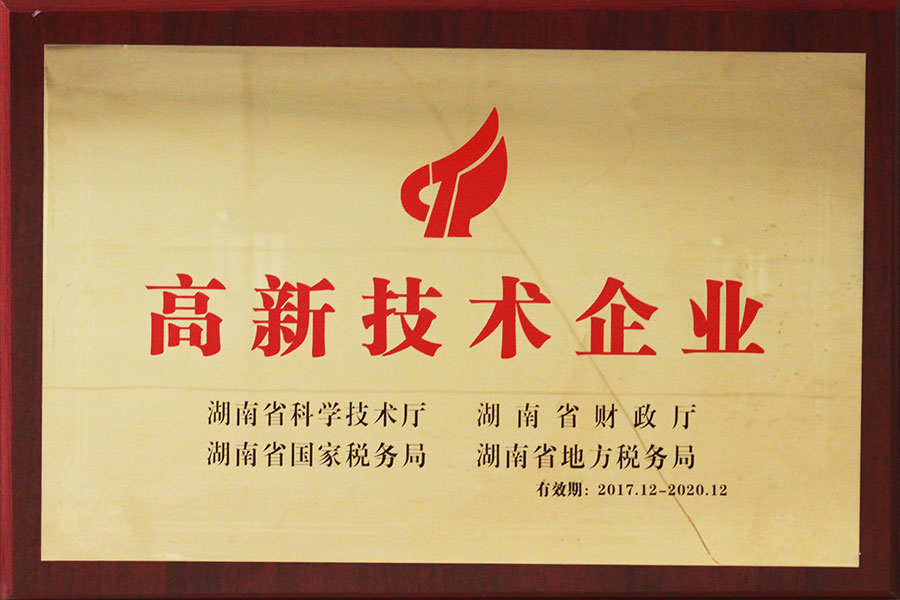 高新技术企业
湖南省科学技术厅 湖南省财政厅
湖南省国家税务局 湖南省地方税务局
有效期：2017.12-2020.12